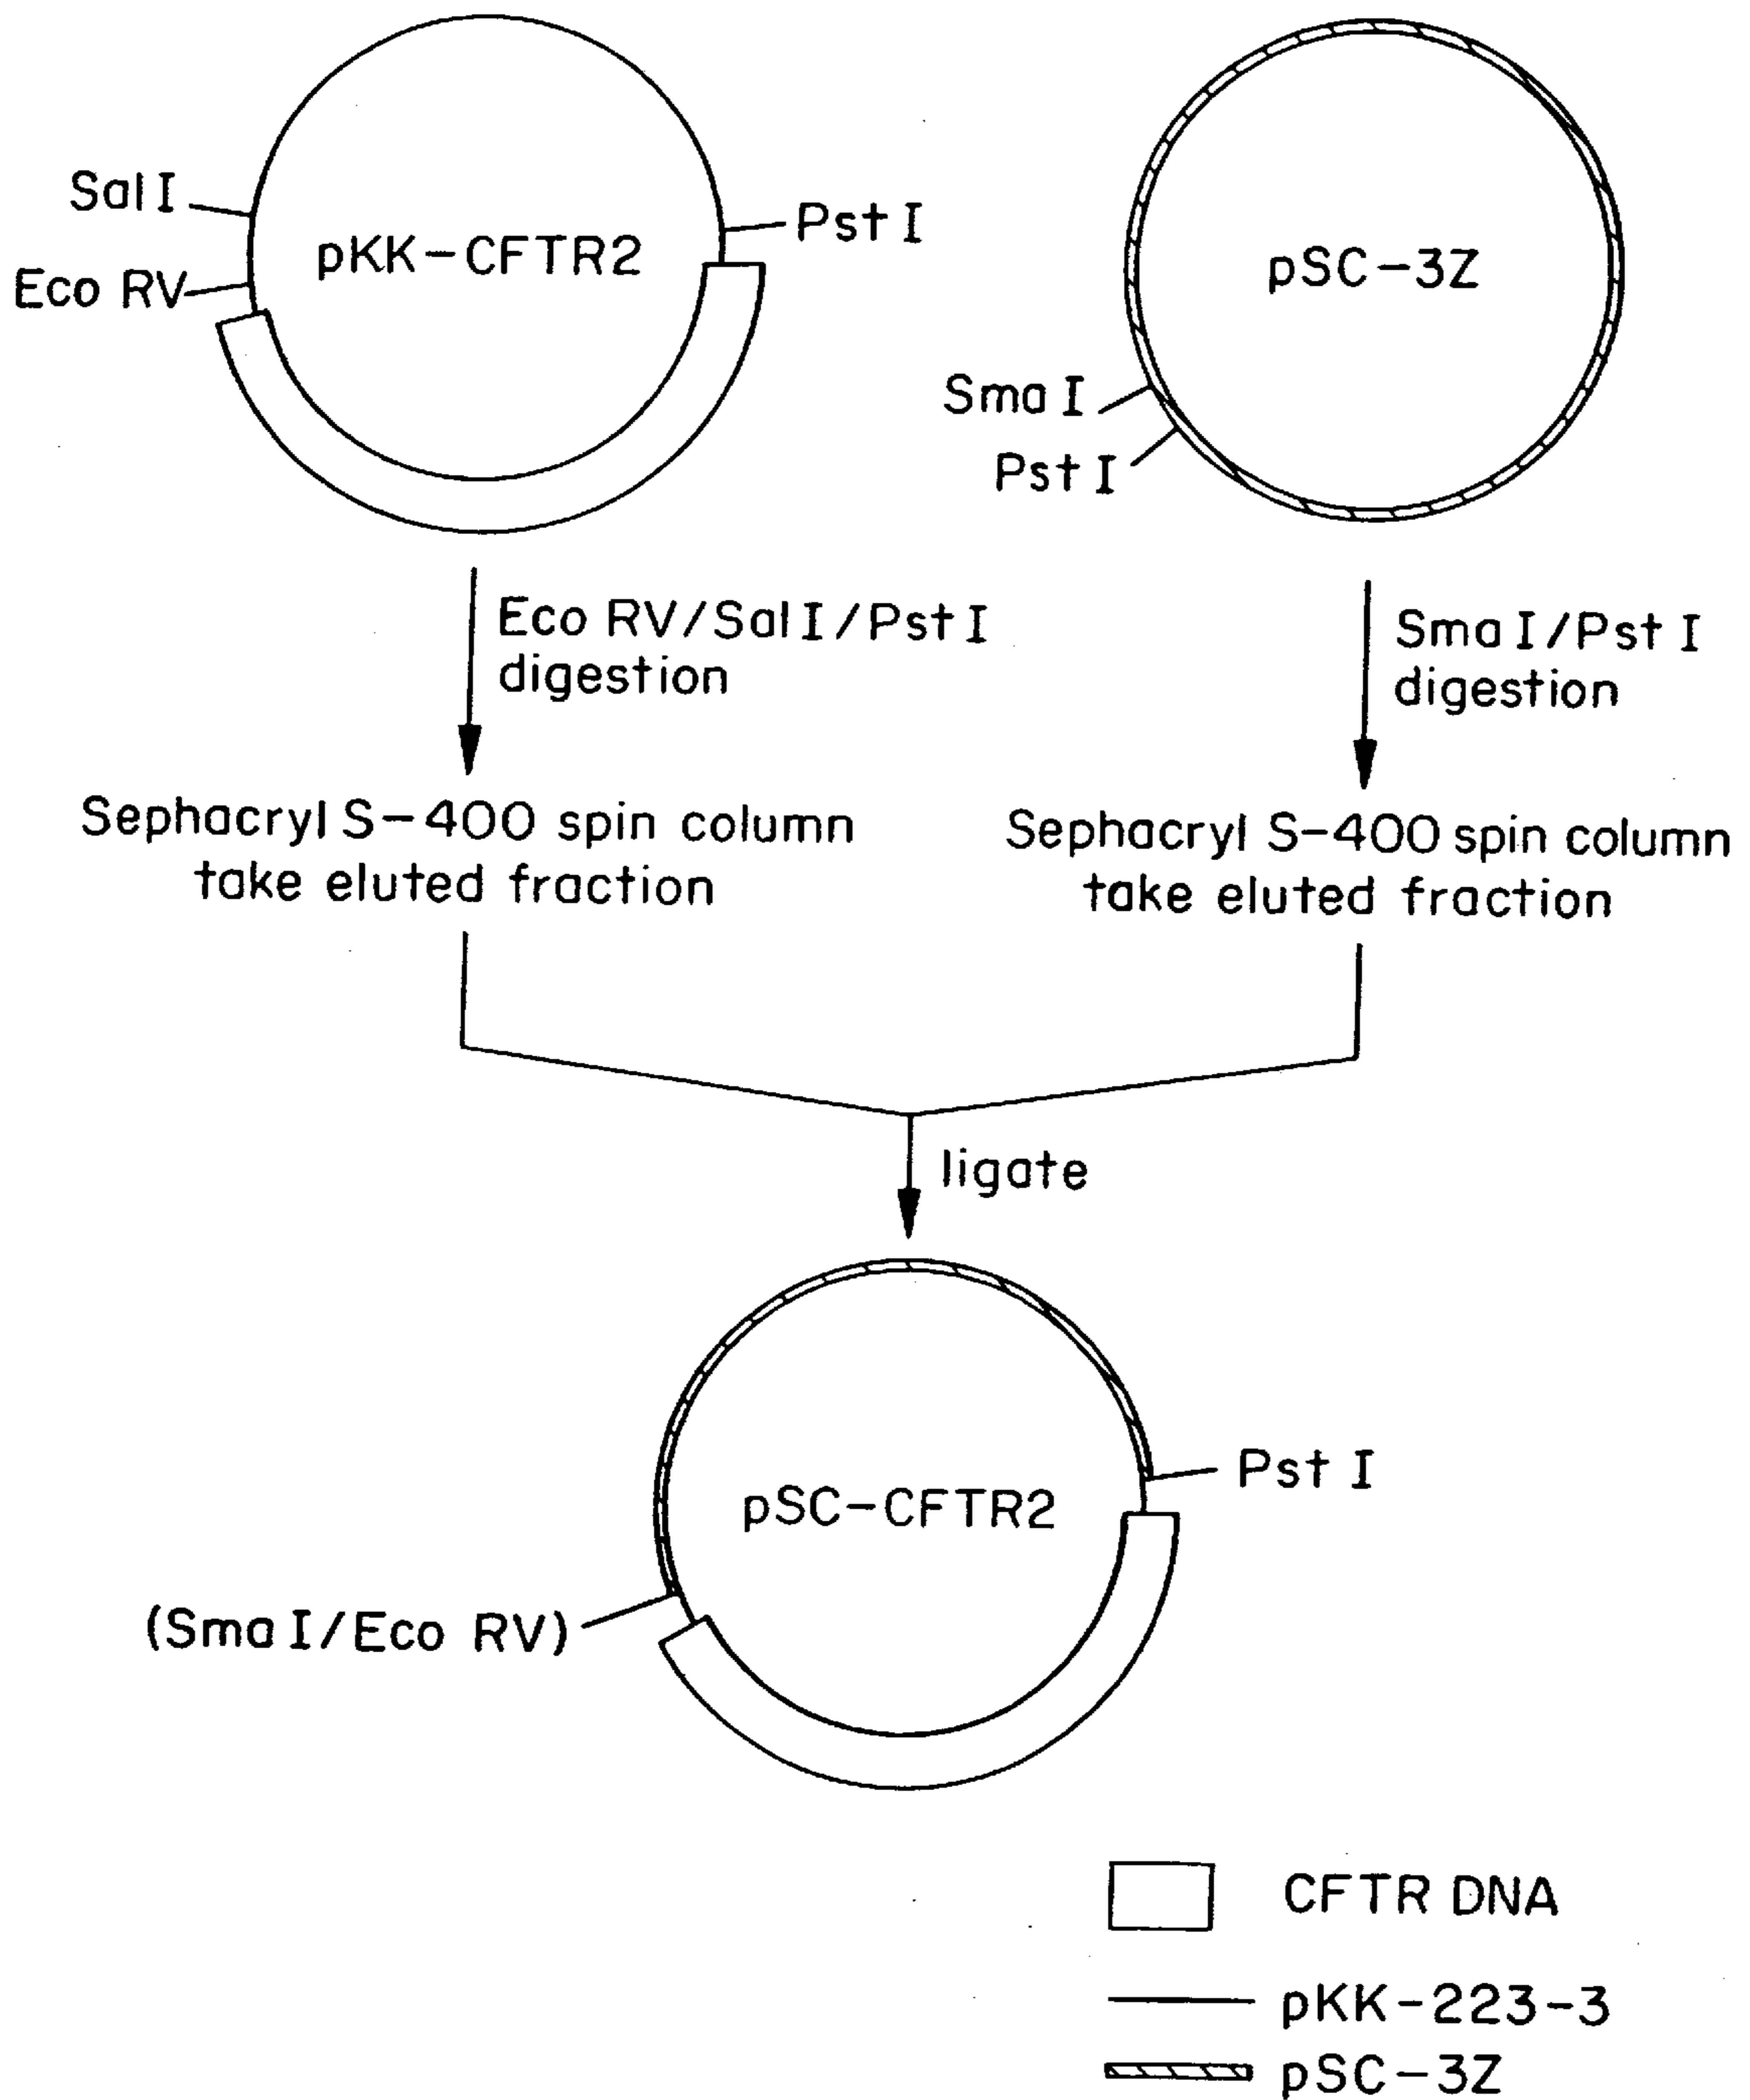 Sal I
pKK-CFTR2
Pst I
Eco RV
pSC-3Z
Sma I
Pst I
Eco RV/Sal I/Pst I
digestion
Sma I/Pst I
digestion
Sephacryl S-400 spin column
take eluted fraction
Sephacryl S-400 spin column
take eluted fraction
ligate
pSC-CFTR2
Pst I
(Sma I/Eco RV)
CFTR DNA
pKK-223-3
pSC-3Z